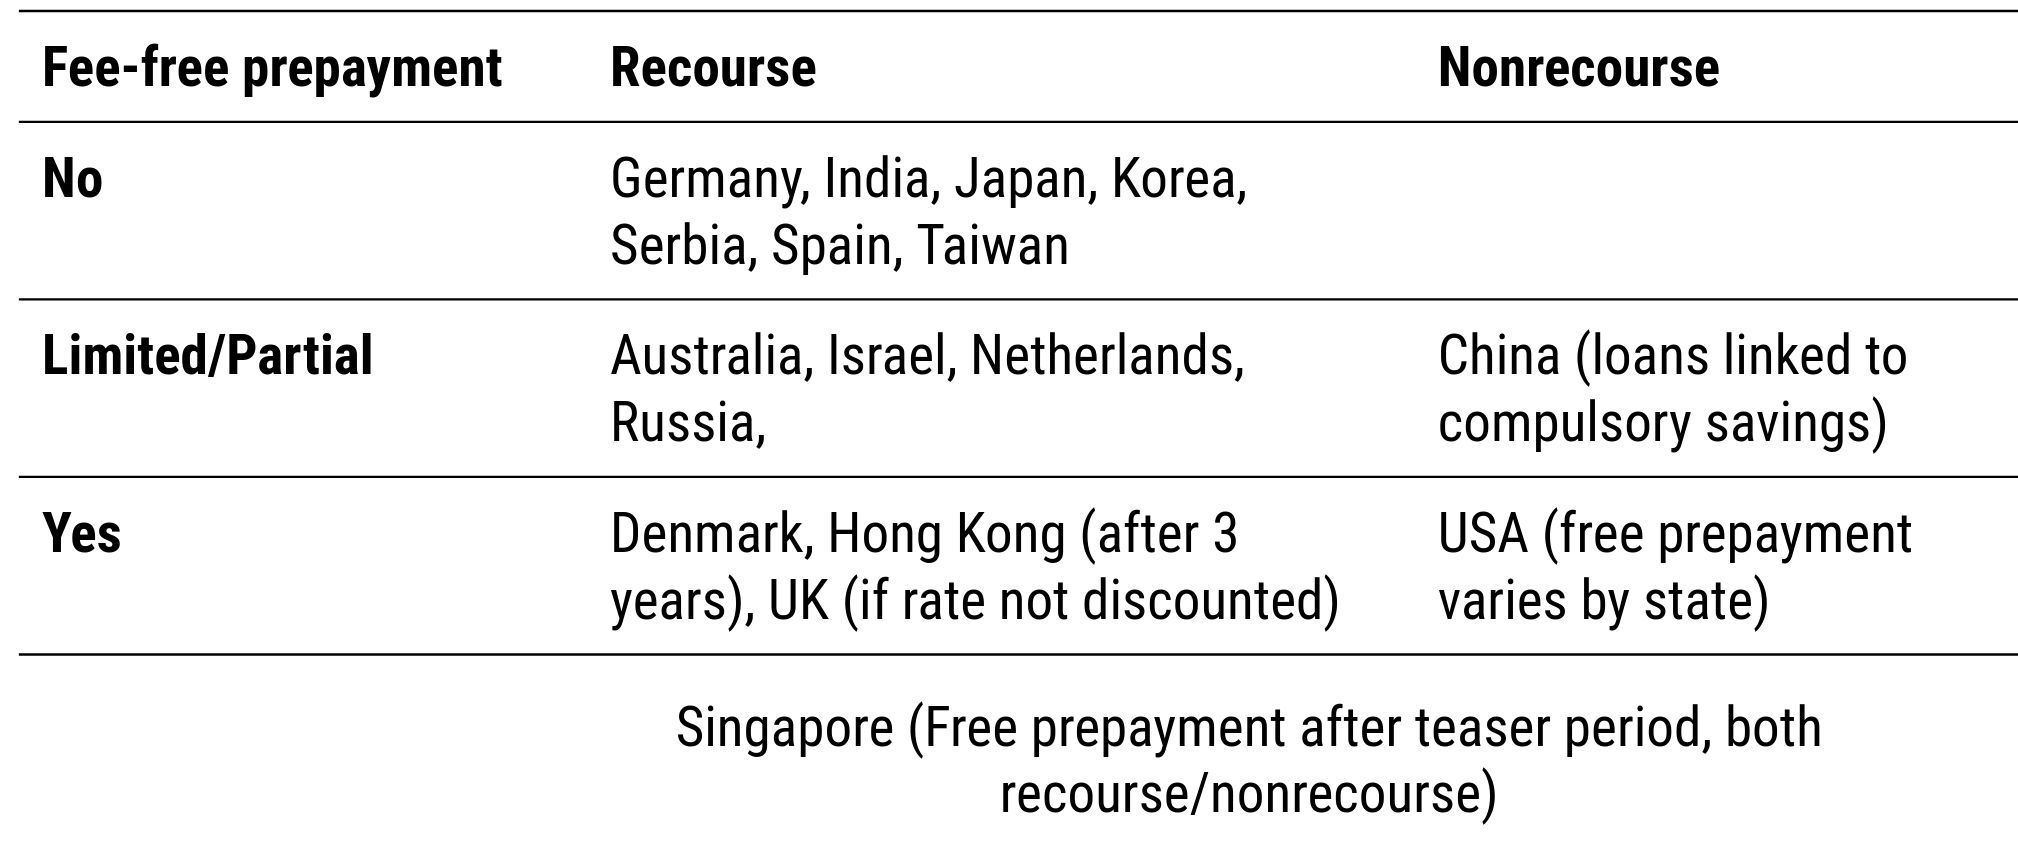 Fee-free prepayment Recourse Nonrecourse
No Germany, India, Japan, Korea,
Serbia, Spain, Taiwan
Limited/Partial Australia, Israel, Netherlands, China (loans linked to
Russia, compulsory savings)
Yes Denmark, Hong Kong (after 3 USA (free prepayment
years), UK (if rate not discounted) varies by state)
Singapore (Free prepayment after teaser period, both
recourse/nonrecourse)